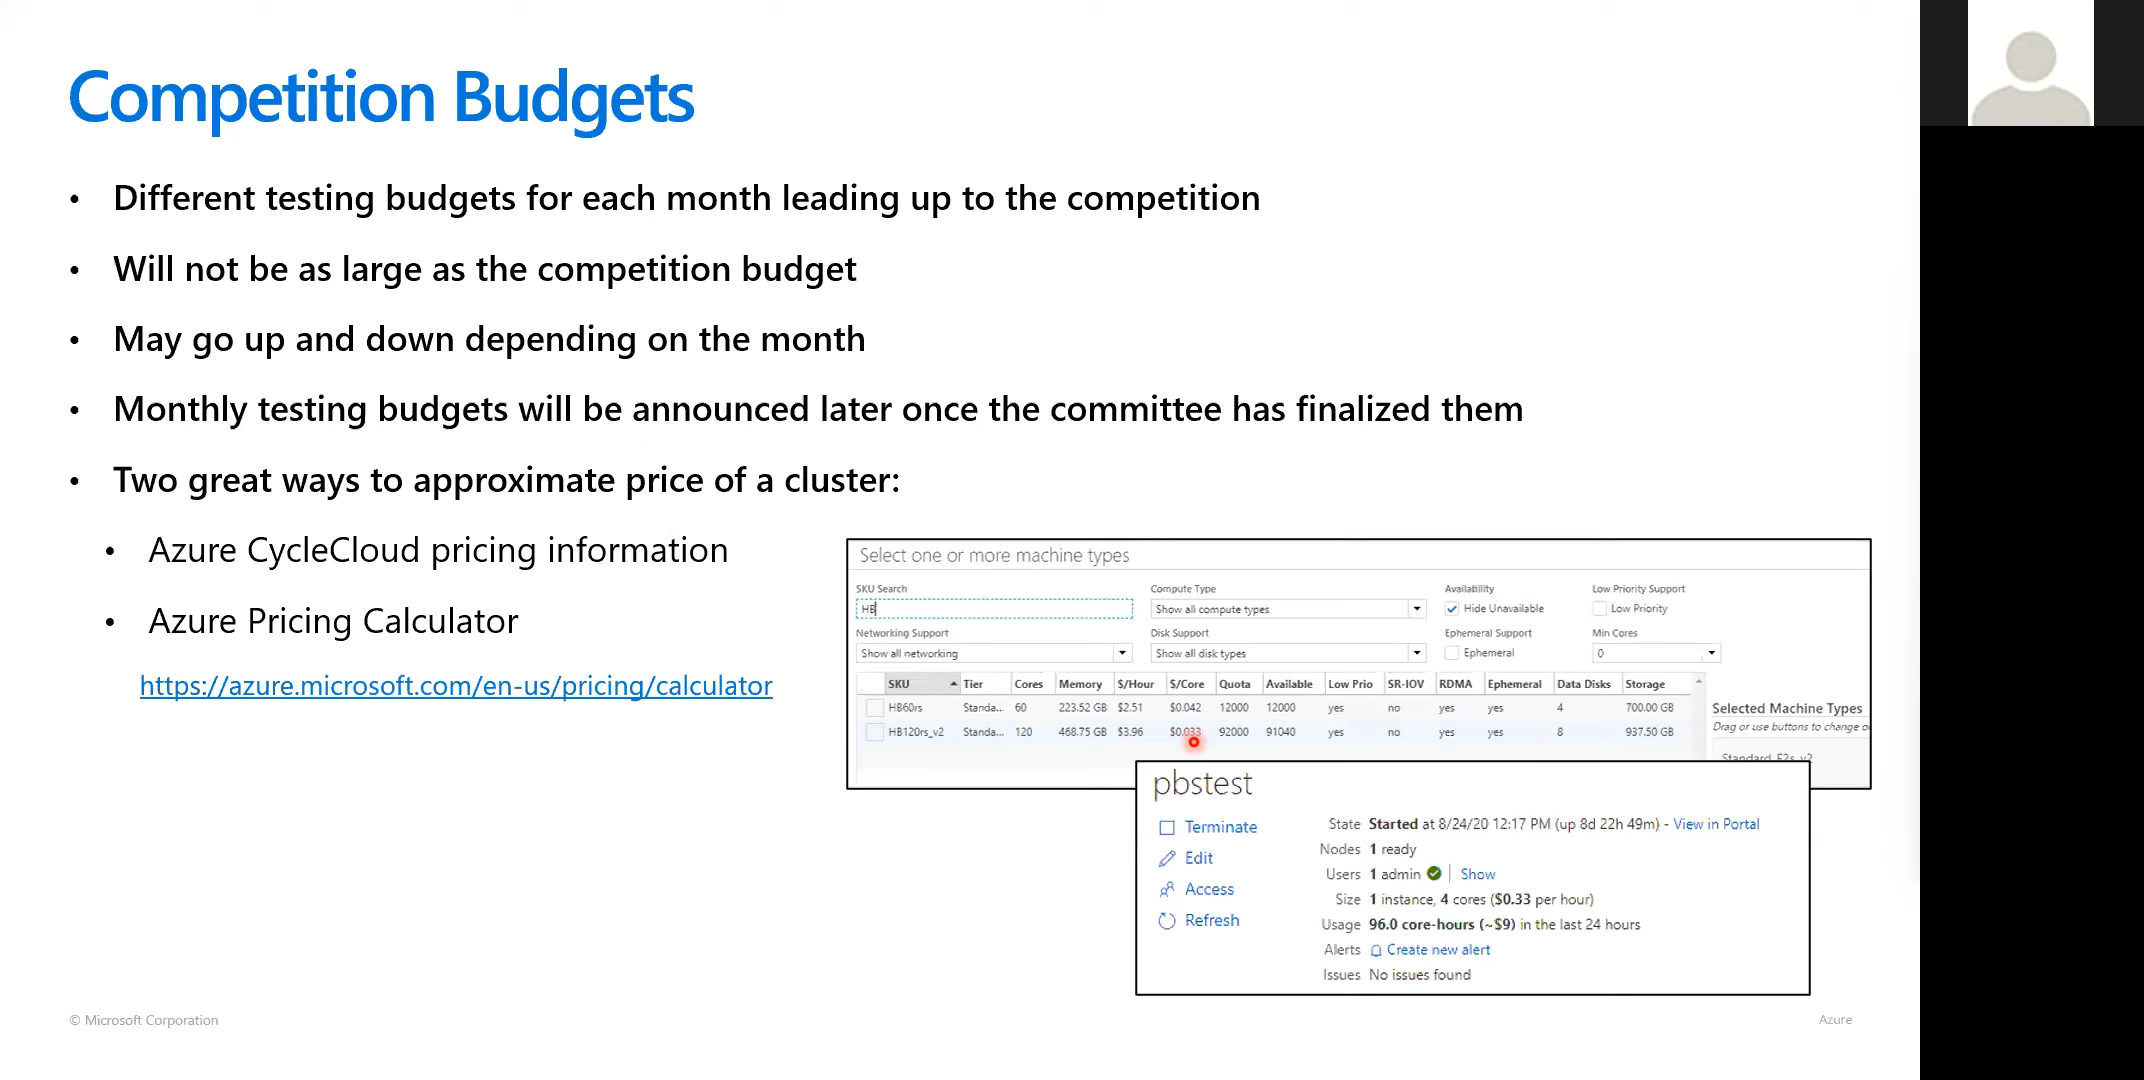 Competition Budgets
• Different testing budgets for each month leading up to the competition
• Will not be as large as the competition budget
• May go up and down depending on the month
• Monthly testing budgets will be announced later once the committee has finalized them
• Two great ways to approximate price of a cluster:
• Azure CycleCloud pricing information
• Azure Pricing Calculator
https://azure.microsoft.com/en-us/pricing/calculator
Select one or more machine types
SKU Search Compute Type Availability Low Priority Support
HB Show all compute types Hide Unavailable Low Priority
Networking Support Disk Support Ephemeral Support Min Cores
Show all networking Show all disk types Ephemeral 0
SKU Tier Cores Memory $/Hour $/Core Quota Available Low Prio SR-IOV RDMA Ephemeral Data Disks Storage
HB60rs Standa... 60 223.52 GB $2.51 $0.042 12000 12000 yes no yes yes 4 700.00 GB
HB120rs_v2 Standa... 120 468.75 GB $3.96 $0.033 92000 91040 yes no yes yes 8 937.50 GB
Selected Machine Types
Drag or use buttons to change
pbstest
Terminate
Edit
Access
Refresh
State Started at 8/24/20 12:17 PM (up 8d 22h 49m) - View in Portal
Nodes 1 ready
Users 1 admin Show
Size 1 instance, 4 cores ($0.33 per hour)
Usage 96.0 core-hours (~$9) in the last 24 hours
Alerts Create new alert
Issues No issues found
© Microsoft Corporation
Azure